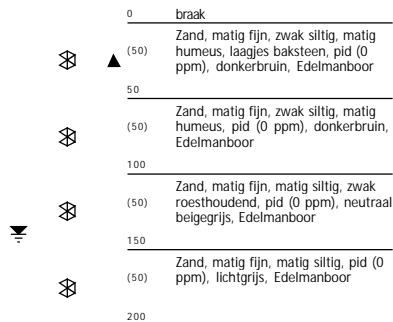 0 braak
Zand, matig fijn, zwak siltig, matig
(50) humeus, laagjes baksteen, pid (0
ppm), donkerbruin, Edelmanboor
50
Zand, matig fijn, zwak siltig, matig
(50) humeus, pid (0 ppm), donkerbruin,
Edelmanboor
100
Zand, matig fijn, matig siltig, zwak
(50) roesthoudend, pid (0 ppm), neutraal
beigegrijs, Edelmanboor
150
Zand, matig fijn, matig siltig, pid (0
(50) ppm), lichtgrijs, Edelmanboor
200